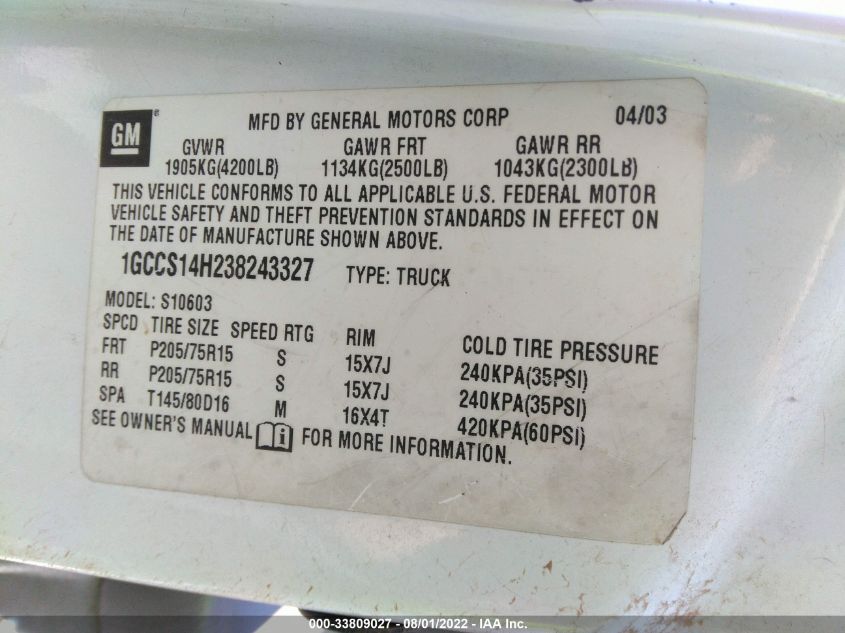 GM ®
MFD BY GENERAL MOTORS CORP 04/03
GVWR GAWR FRT GAWR RR
1905KG(4200LB) 1134KG(2500LB) 1043KG(2300LB)
THIS VEHICLE CONFORMS TO ALL APPLICABLE U.S. FEDERAL MOTOR
VEHICLE SAFETY AND THEFT PREVENTION STANDARDS IN EFFECT ON
THE DATE OF MANUFACTURE SHOWN ABOVE.
1GCCS14H238243327 TYPE: TRUCK
MODEL: S10603
SPCD TIRE SIZE SPEED RTG RIM COLD TIRE PRESSURE
FRT P205/75R15 S 15X7J 240KPA(35PSI)
RR P205/75R15 S 15X7J 240KPA(35PSI)
SPA T145/80D16 M 16X4T 420KPA(60PSI)
SEE OWNER'S MANUAL i FOR MORE INFORMATION.
000-33809027 - 08/01/2022 - IAA Inc.